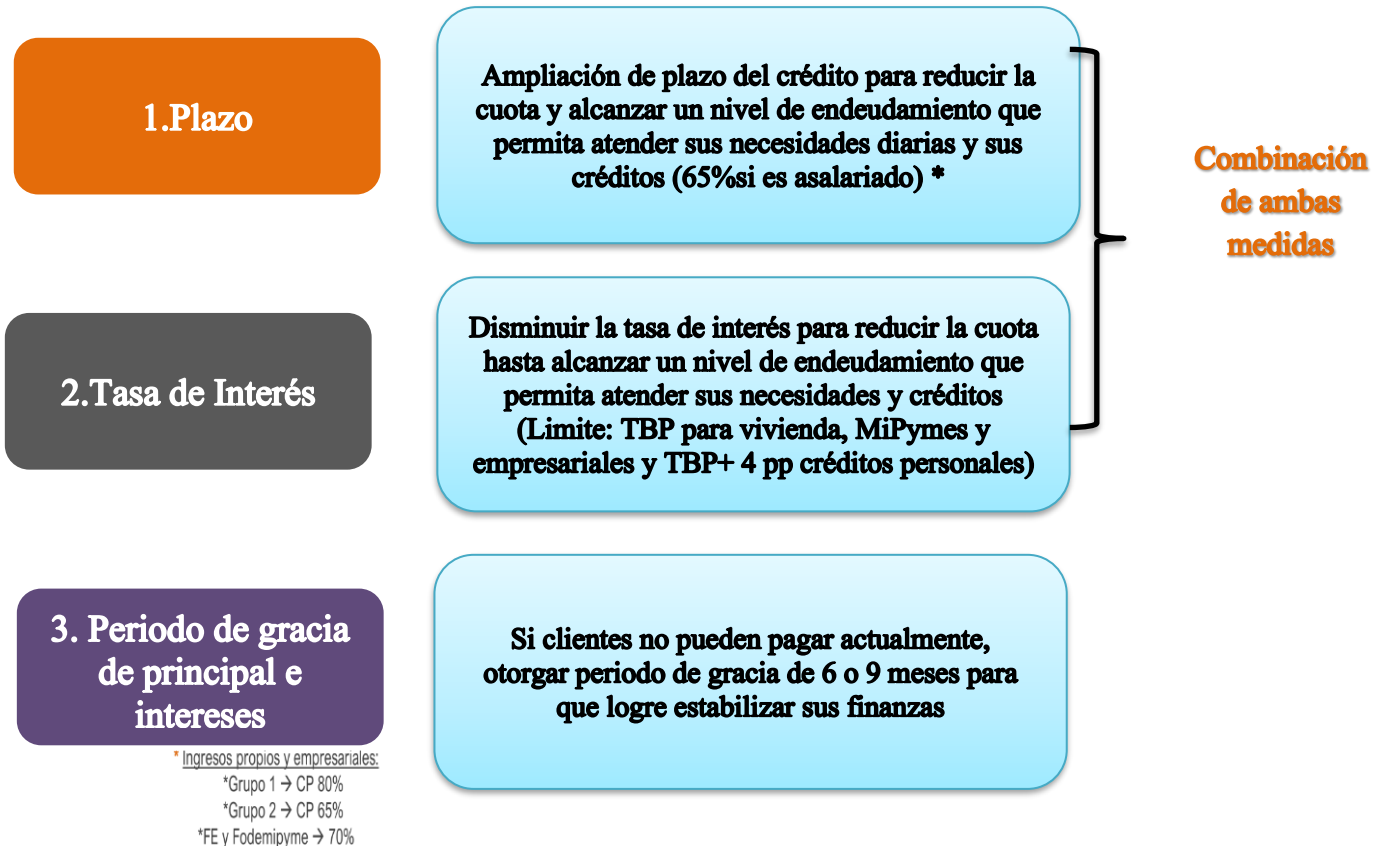 1.Plazo
Ampliación de plazo del crédito para reducir la
cuota y alcanzar un nivel de endeudamiento que
permita atender sus necesidades diarias y sus
créditos (65%si es asalariado) *
Combinación
de ambas
medidas
2.Tasa de Interés
Disminuir la tasa de interés para reducir la cuota
hasta alcanzar un nivel de endeudamiento que
permita atender sus necesidades y créditos
(Limite: TBP para vivienda, MiPymes y
empresariales y TBP+ 4 pp créditos personales)
3. Periodo de gracia
de principal e
intereses
Si clientes no pueden pagar actualmente,
otorgar periodo de gracia de 6 o 9 meses para
que logre estabilizar sus finanzas
* Ingresos propios y empresariales:
*Grupo 1 → CP 80%
*Grupo 2 → CP 65%
*FE y Fodemipyme → 70%